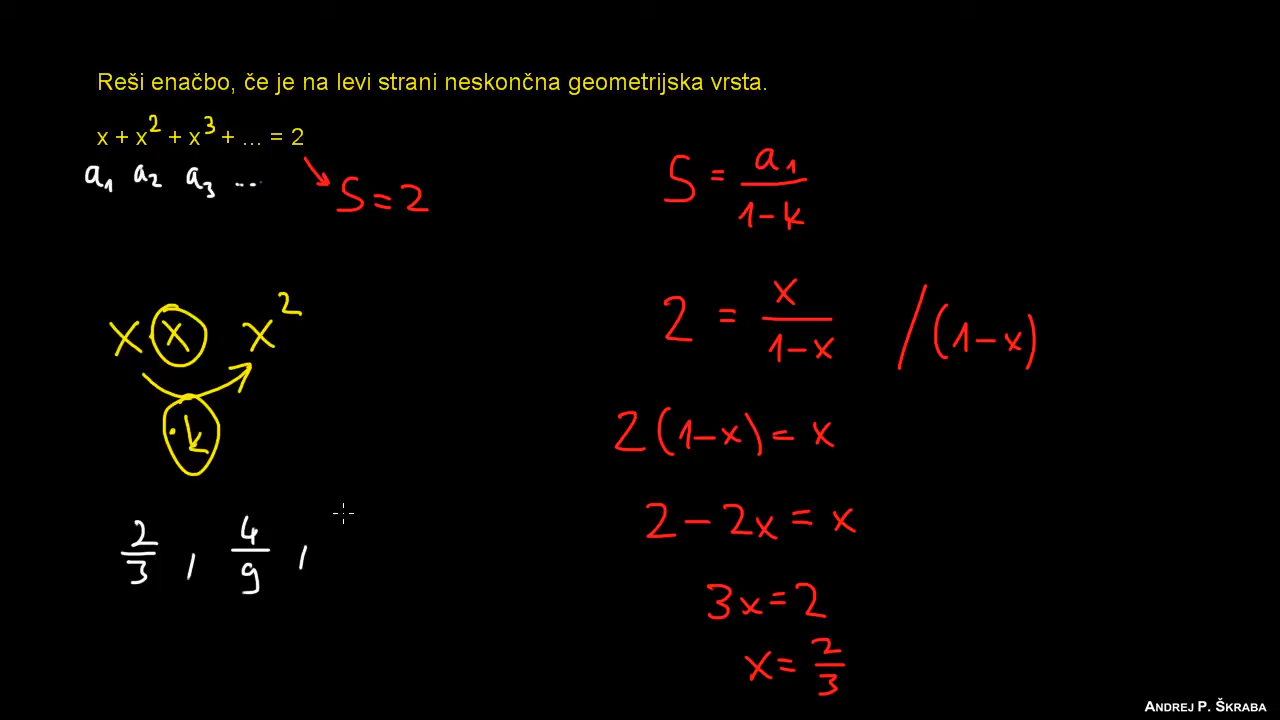 Reši enačbo, če je na levi strani neskončna geometrijska vrsta.
x + x² + x³ + ... = 2
a₁ a₂ a₃ ...
S = 2
x · x x²
· k
2/3 , 4/9 ,
S = a₁/(1-k)
2 = x/(1-x) /(1-x)
2(1-x) = x
2 - 2x = x
3x = 2
x = 2/3
ANDREJ P. ŠKRABA